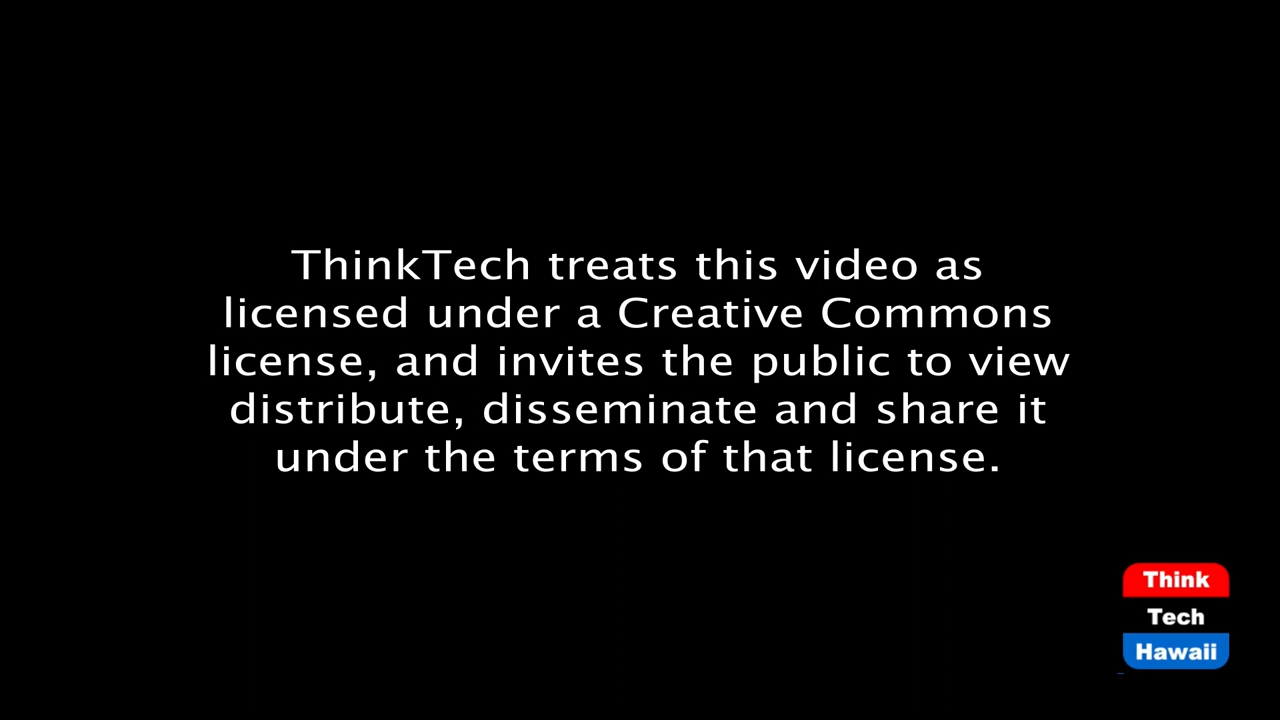 ThinkTech treats this video as
licensed under a Creative Commons
license, and invites the public to view
distribute, disseminate and share it
under the terms of that license.
Think
Tech
Hawaii